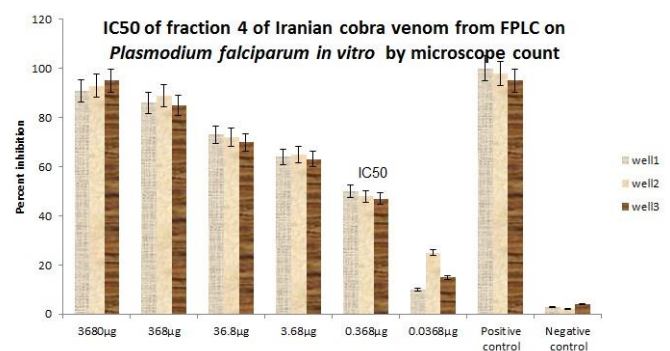 IC50 of fraction 4 of Iranian cobra venom from FPLC on
Plasmodium falciparum in vitro by microscope count
120
100
80
60
40
20
0
Percent inhibition
IC50
well1
well2
well3
3680µg
368µg
36.8µg
3.68µg
0.368µg
0.0368µg
Positive control
Negative control